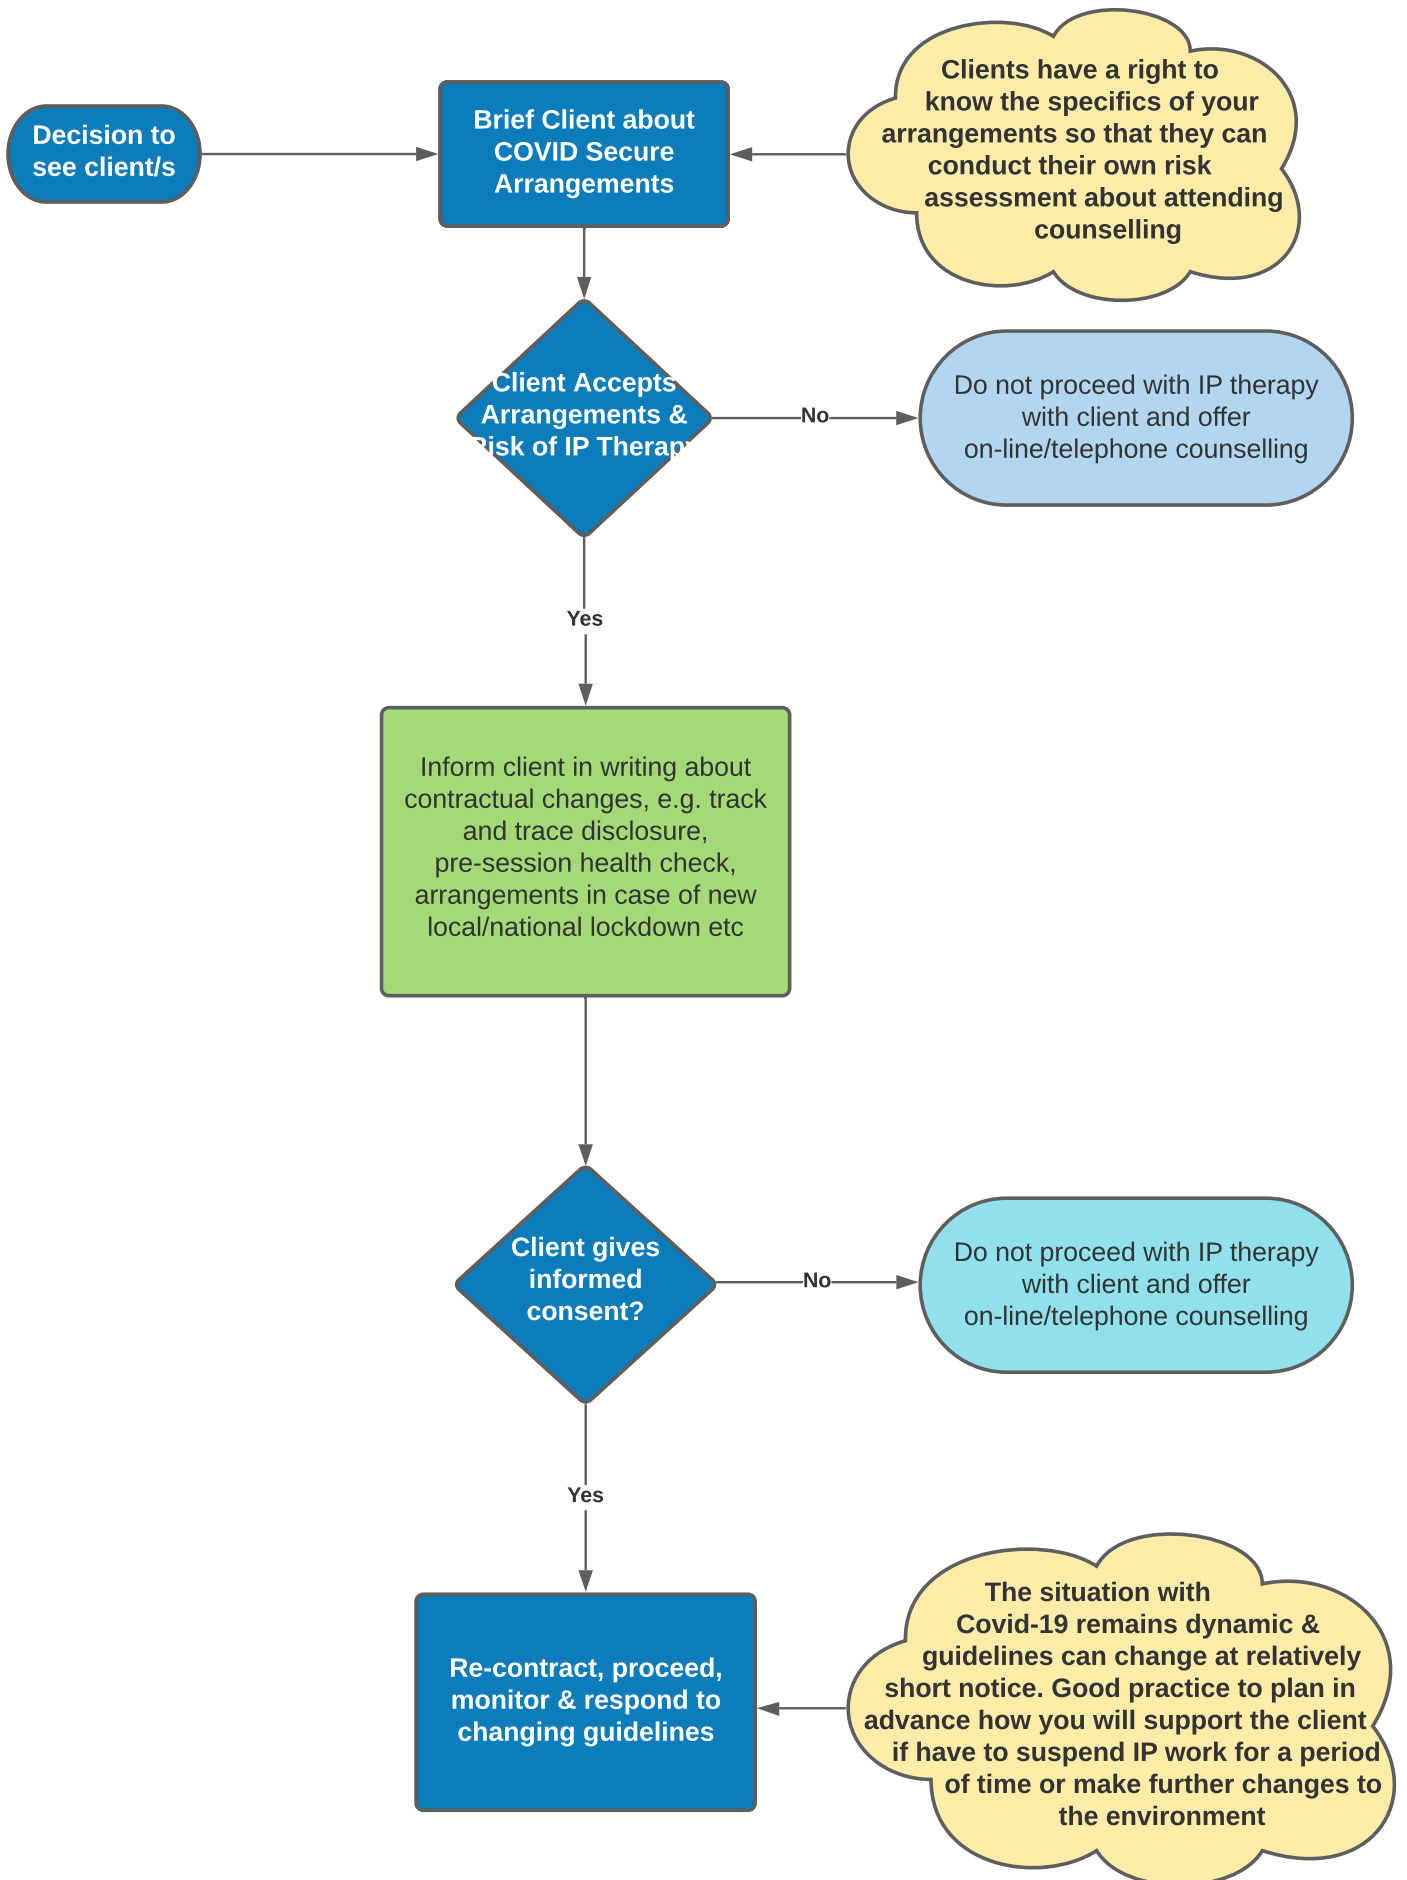 Decision to
see client/s
Brief Client about
COVID Secure
Arrangements
Clients have a right to
know the specifics of your
arrangements so that they can
conduct their own risk
assessment about attending
counselling
Client Accepts
Arrangements &
Risk of IP Therapy
No
Do not proceed with IP therapy
with client and offer
on-line/telephone counselling
Yes
Inform client in writing about
contractual changes, e.g. track
and trace disclosure,
pre-session health check,
arrangements in case of new
local/national lockdown etc
Client gives
informed
consent?
No
Do not proceed with IP therapy
with client and offer
on-line/telephone counselling
Yes
Re-contract, proceed,
monitor & respond to
changing guidelines
The situation with
Covid-19 remains dynamic &
guidelines can change at relatively
short notice. Good practice to plan in
advance how you will support the client
if have to suspend IP work for a period
of time or make further changes to
the environment